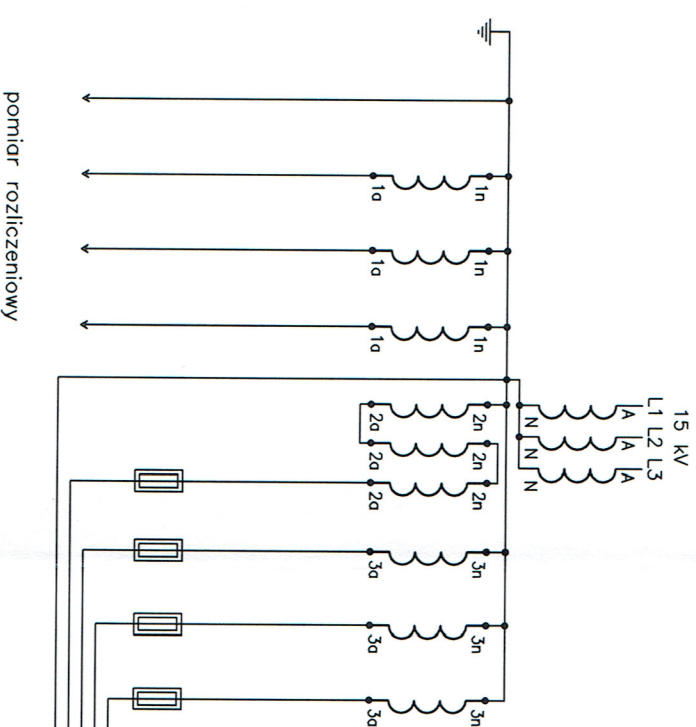 15 kV
L1 L2 L3
A A A
N N N
1n 1n 1n 2n 2n 2n 3n 3n 3n
1a 1a 1a 2a 2a 2a 3a 3a 3a
pomiar rozliczeniowy